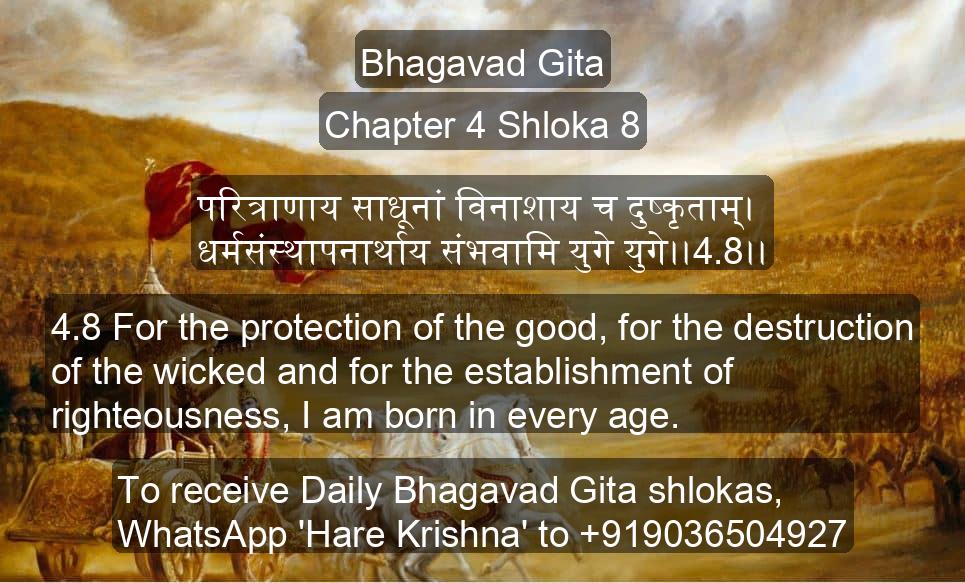 Bhagavad Gita
Chapter 4 Shloka 8
परित्राणाय साधूनां विनाशाय च दुष्कृताम्।
धर्मसंस्थापनार्थाय संभवामि युगे युगे।।4.8।।
4.8 For the protection of the good, for the destruction
of the wicked and for the establishment of
righteousness, I am born in every age.
To receive Daily Bhagavad Gita shlokas,
WhatsApp 'Hare Krishna' to +919036504927